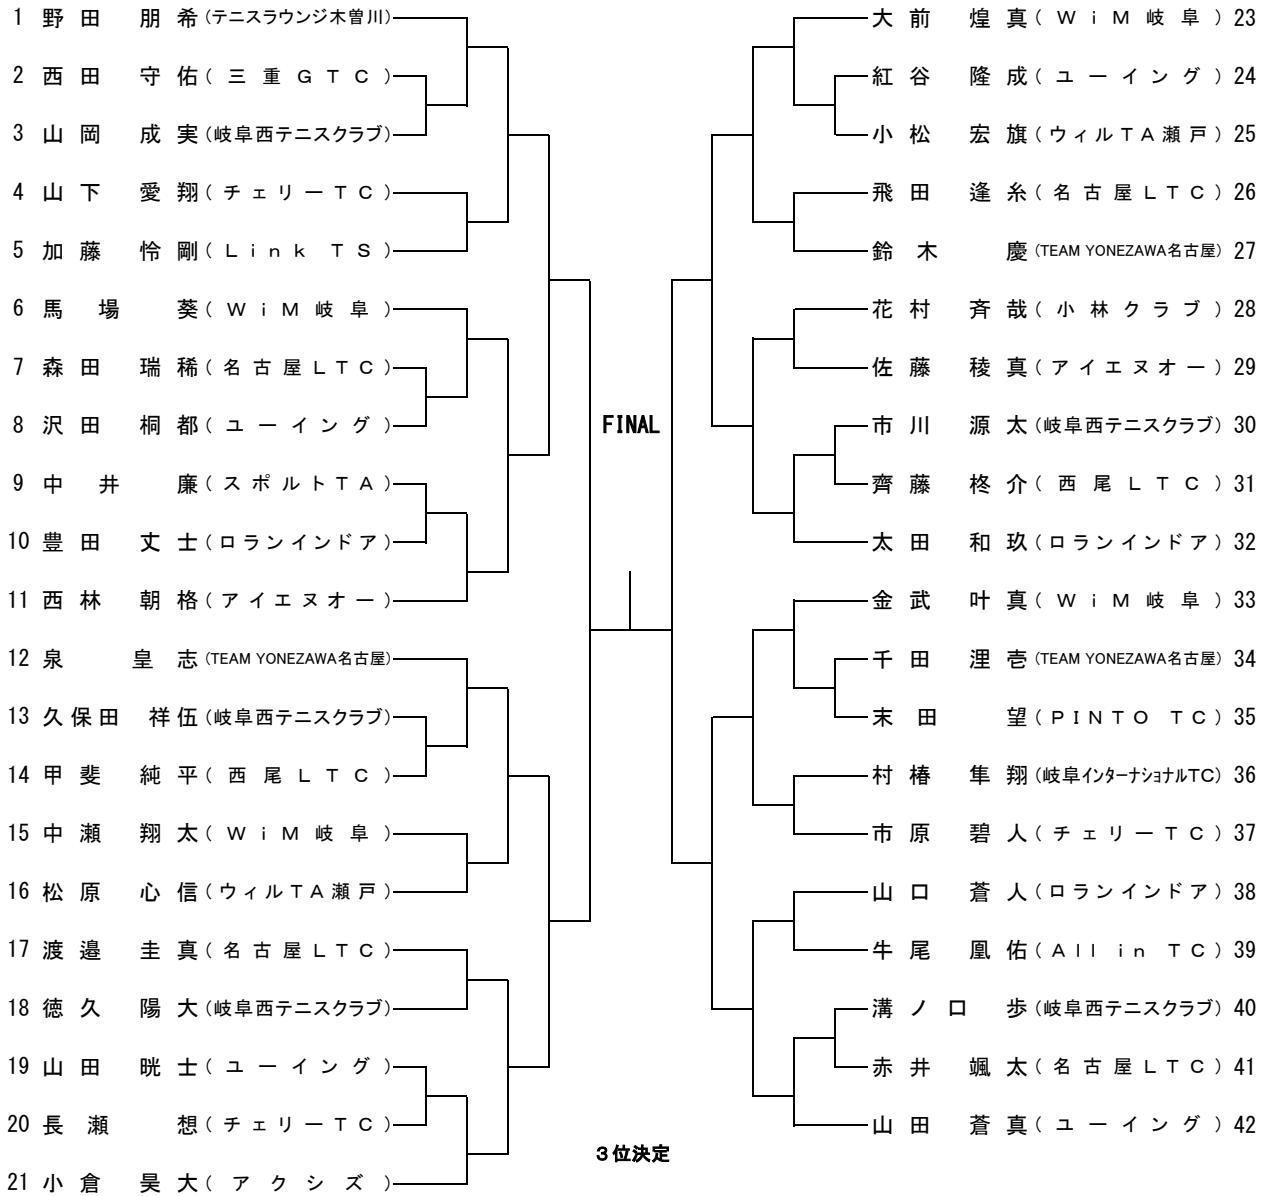 1 野田 朋希 (テニスラウンジ木曽川)
2 西田 守佑 (三重GTC)
3 山岡 成実 (岐阜西テニスクラブ)
4 山下 愛翔 (チェリーTC)
5 加藤 怜剛 (Link TS)
6 馬場 葵 (WiM岐阜)
7 森田 瑞稀 (名古屋LTC)
8 沢田 桐都 (ユーイング)
9 中井 廉 (スポルトTA)
10 豊田 丈士 (ロランインドア)
11 西林 朝格 (アイエヌオー)
12 泉 皇志 (TEAM YONEZAWA名古屋)
13 久保田 祥伍 (岐阜西テニスクラブ)
14 甲斐 純平 (西尾LTC)
15 中瀬 翔太 (WiM岐阜)
16 松原 心信 (ウィルTA瀬戸)
17 渡邉 圭真 (名古屋LTC)
18 徳久 陽大 (岐阜西テニスクラブ)
19 山田 晄士 (ユーイング)
20 長瀬 想 (チェリーTC)
21 小倉 昊大 (アクシズ)
FINAL
3位決定
大前 煌真 (WiM岐阜) 23
紅谷 隆成 (ユーイング) 24
小松 宏旗 (ウィルTA瀬戸) 25
飛田 逢糸 (名古屋LTC) 26
鈴木 慶 (TEAM YONEZAWA名古屋) 27
花村 斉哉 (小林クラブ) 28
佐藤 稜真 (アイエヌオー) 29
市川 源太 (岐阜西テニスクラブ) 30
齊藤 柊介 (西尾LTC) 31
太田 和玖 (ロランインドア) 32
金武 叶真 (WiM岐阜) 33
千田 浬壱 (TEAM YONEZAWA名古屋) 34
末田 望 (PINTO TC) 35
村椿 隼翔 (岐阜インターナショナルTC) 36
市原 碧人 (チェリーTC) 37
山口 蒼人 (ロランインドア) 38
牛尾 凰佑 (All in TC) 39
溝ノ口 歩 (岐阜西テニスクラブ) 40
赤井 颯太 (名古屋LTC) 41
山田 蒼真 (ユーイング) 42